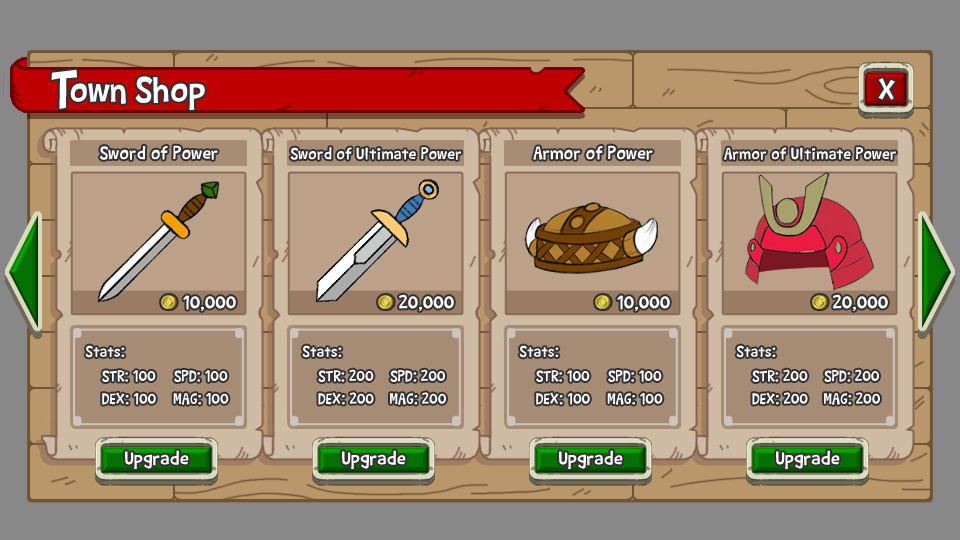 Town Shop
X
Sword of Power
10,000
Stats:
STR: 100 SPD: 100
DEX: 100 MAG: 100
Upgrade
Sword of Ultimate Power
20,000
Stats:
STR: 200 SPD: 200
DEX: 200 MAG: 200
Upgrade
Armor of Power
10,000
Stats:
STR: 100 SPD: 100
DEX: 100 MAG: 100
Upgrade
Armor of Ultimate Power
20,000
Stats:
STR: 200 SPD: 200
DEX: 200 MAG: 200
Upgrade